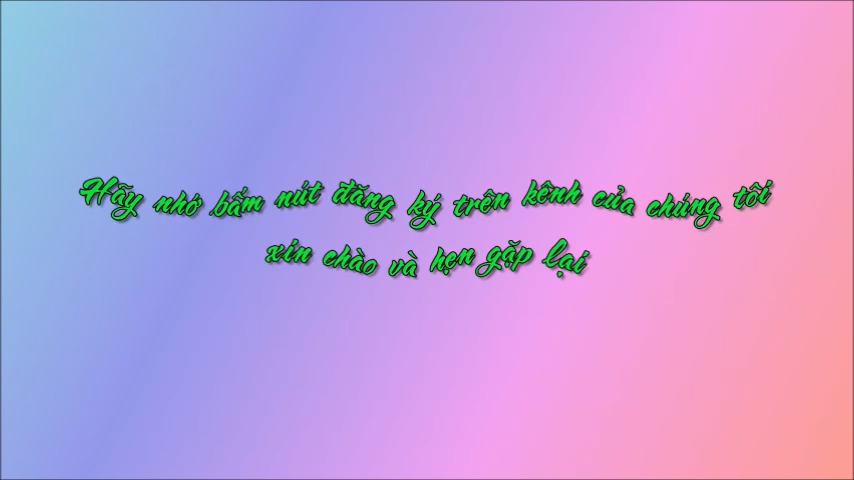 Hãy nhớ bấm nút đăng ký trên kênh của chúng tôi
xin chào và hẹn gặp lại